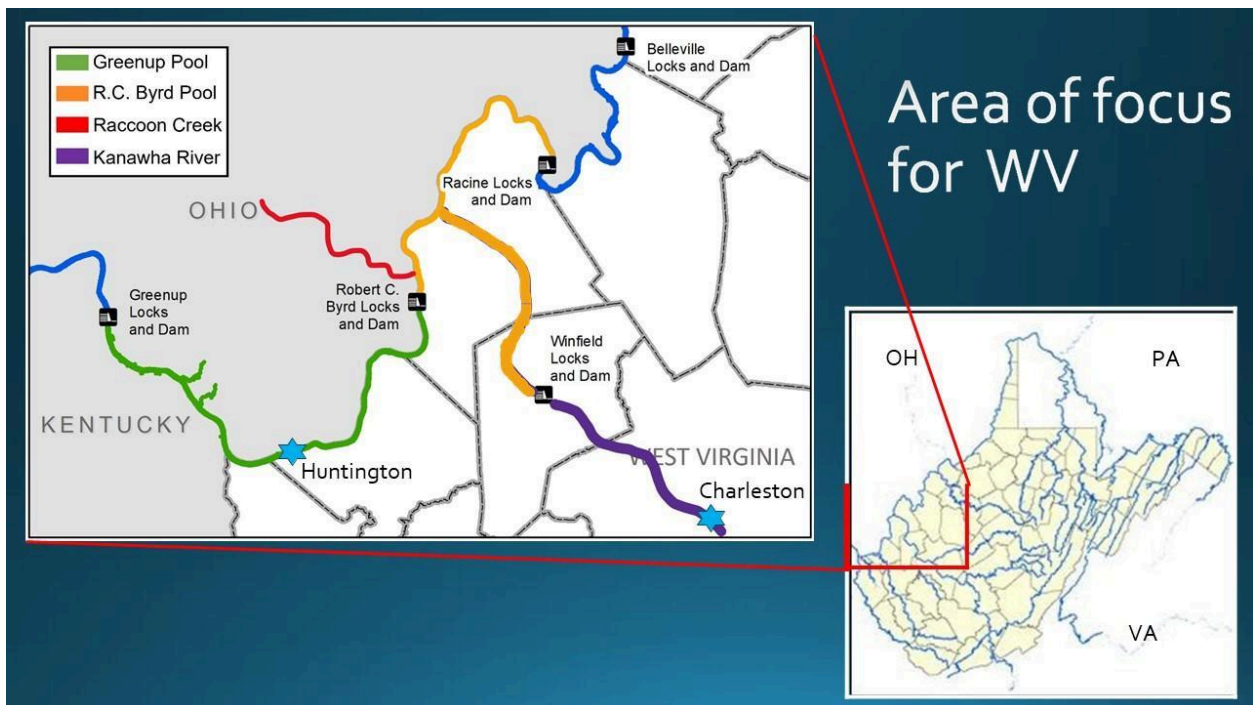 Area of focus
for WV
Greenup Pool
R.C. Byrd Pool
Raccoon Creek
Kanawha River
Belleville
Locks and Dam
Racine Locks
and Dam
OHIO
Robert C.
Byrd Locks
and Dam
Greenup
Locks
and Dam
Winfield
Locks
and Dam
KENTUCKY
Huntington
WEST VIRGINIA
Charleston
OH
PA
VA